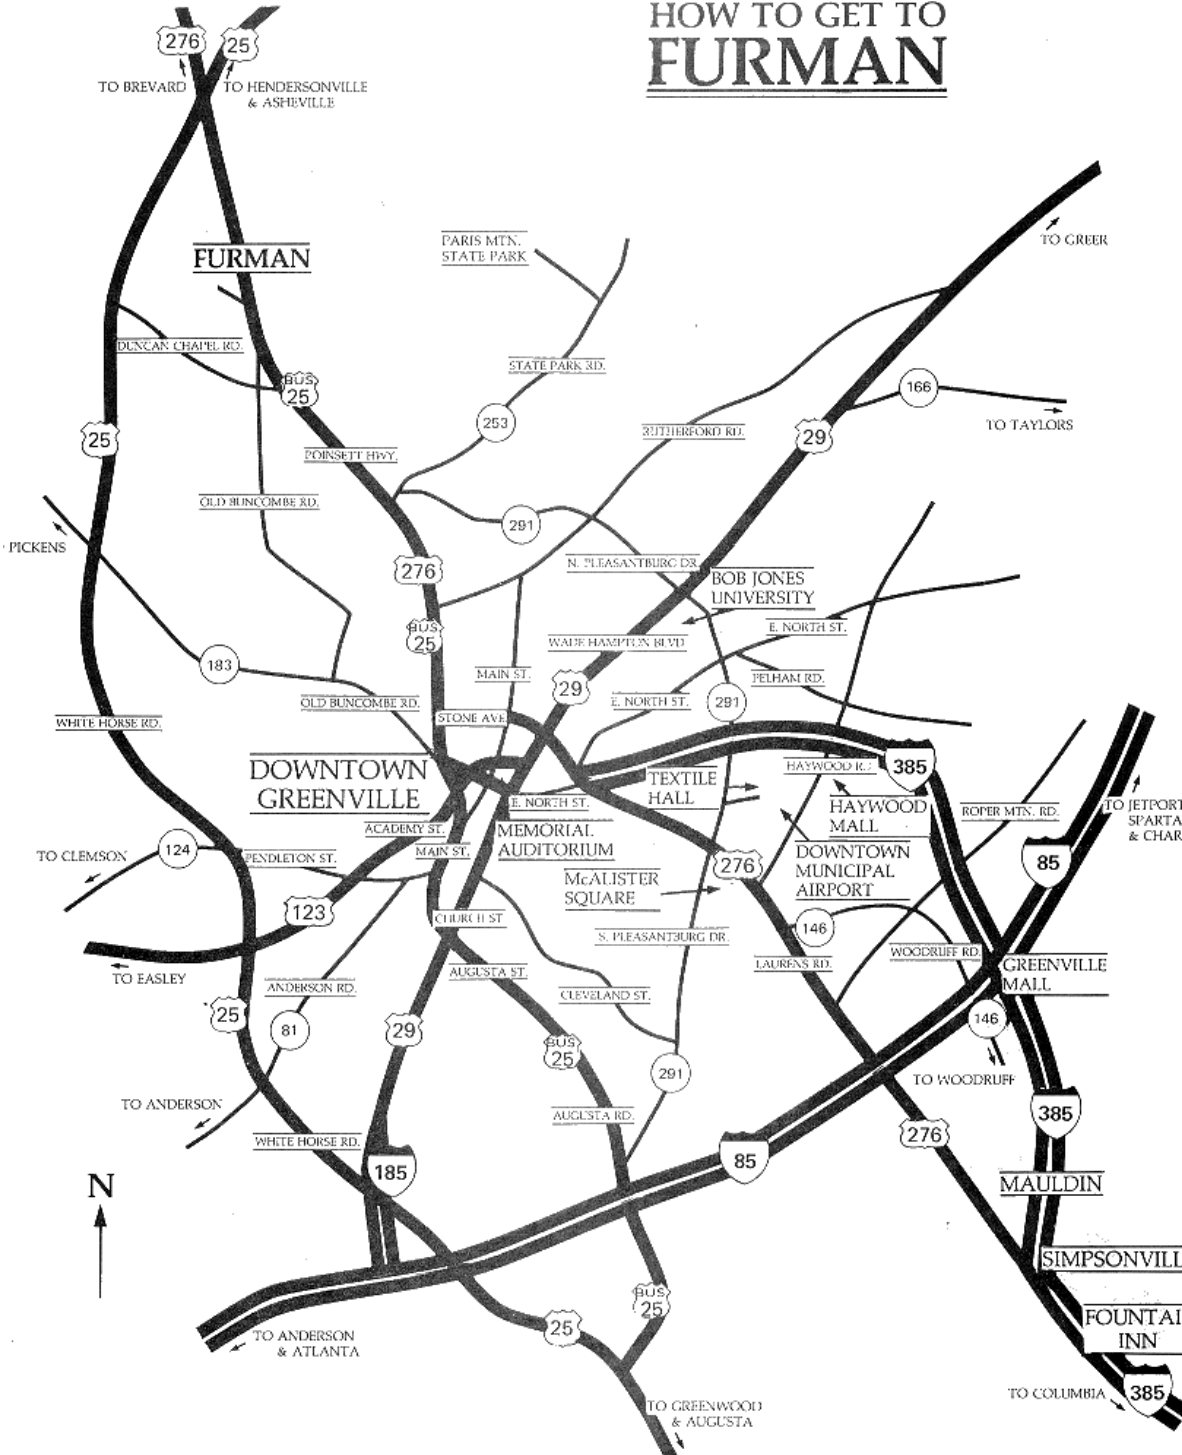 HOW TO GET TO
FURMAN
276
25
TO BREVARD
TO HENDERSONVILLE
& ASHEVILLE
TO GREER
PARIS MTN.
STATE PARK
FURMAN
DUNCAN CHAPEL RD.
STATE PARK RD.
BUS
25
166
253
TO TAYLORS
RUTHERFORD RD.
29
25
POINSETT HWY.
OLD BUNCOMBE RD.
291
PICKENS
N. PLEASANTBURG DR.
276
BOB JONES
UNIVERSITY
E. NORTH ST.
BUS
25
WADE HAMPTON BLVD
183
MAIN ST.
PELHAM RD.
29
OLD BUNCOMBE RD.
E. NORTH ST.
291
WHITE HORSE RD.
STONE AVE
DOWNTOWN
GREENVILLE
TEXTILE
HALL
HAYWOOD R
385
E. NORTH ST.
HAYWOOD
MALL
ROPER MTN. RD.
TO JETPORT
SPARTA
& CHAR
ACADEMY ST.
MEMORIAL
AUDITORIUM
MAIN ST.
124
TO CLEMSON
PENDLETON ST.
DOWNTOWN
MUNICIPAL
AIRPORT
85
276
McALISTER
SQUARE
123
CHURCH ST
146
S. PLEASANTBURG DR.
WOODRUFF RD.
LAURENS RD.
GREENVILLE
MALL
TO EASLEY
AUGUSTA ST.
ANDERSON RD.
CLEVELAND ST.
25
81
29
146
BUS
25
291
TO WOODRUFF
TO ANDERSON
AUGUSTA RD.
385
276
WHITE HORSE RD.
185
85
N
MAULDIN
SIMPSONVILL
BUS
25
FOUNTAI
INN
25
TO ANDERSON
& ATLANTA
TO COLUMBIA
385
TO GREENWOOD
& AUGUSTA